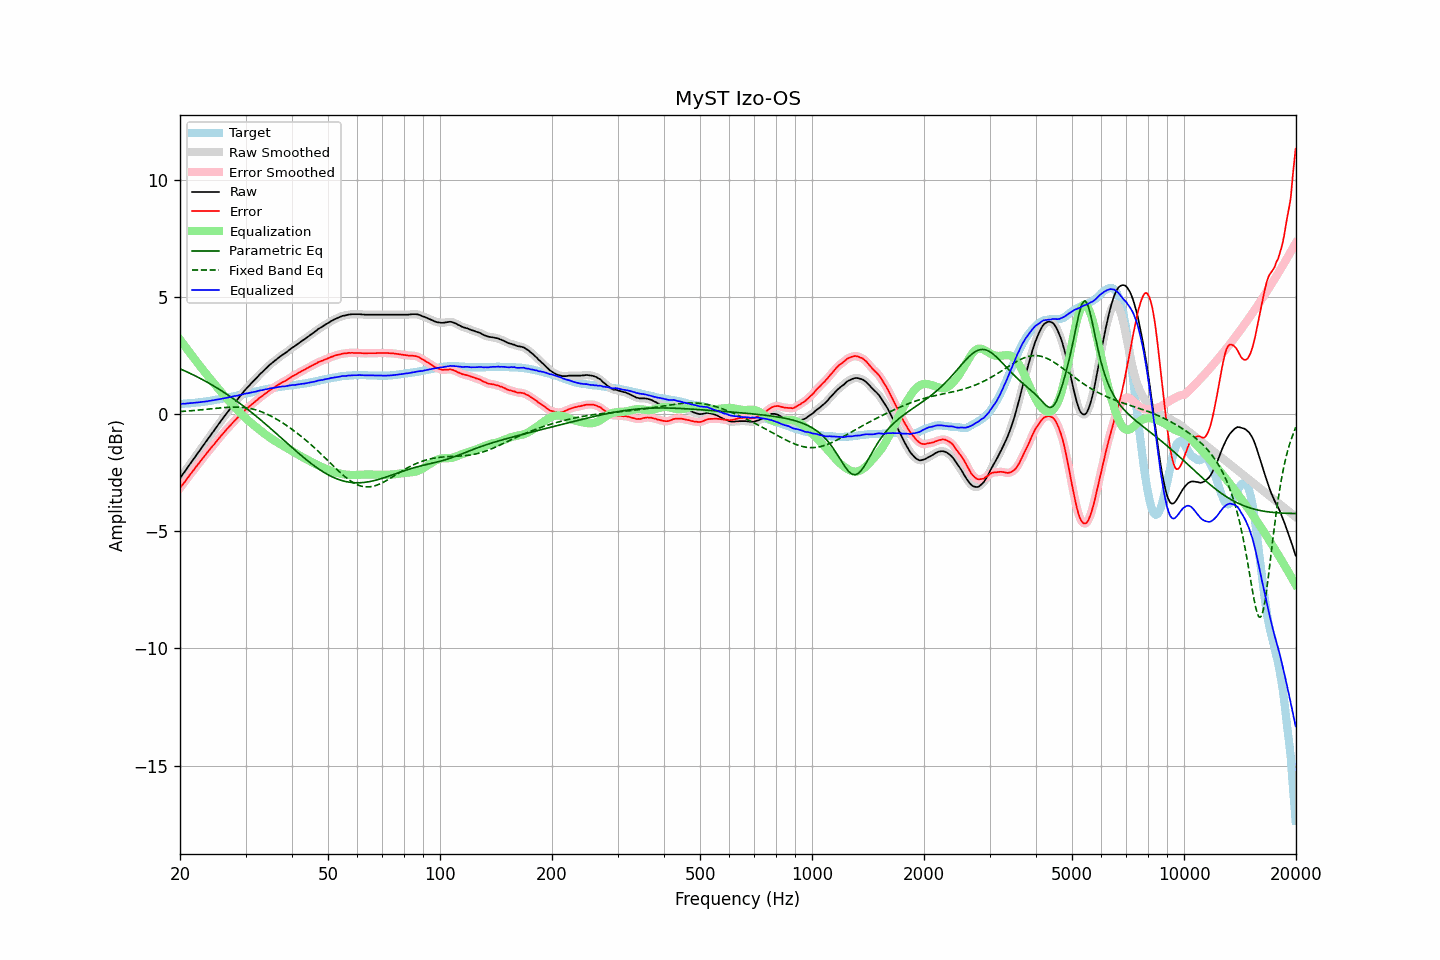 MyST Izo-OS
Target
Raw Smoothed
Error Smoothed
Raw
Error
Equalization
Parametric Eq
Fixed Band Eq
Equalized
Amplitude (dBr)
10
5
0
−5
−10
−15
20
50
100
200
500
1000
2000
5000
10000
20000
Frequency (Hz)